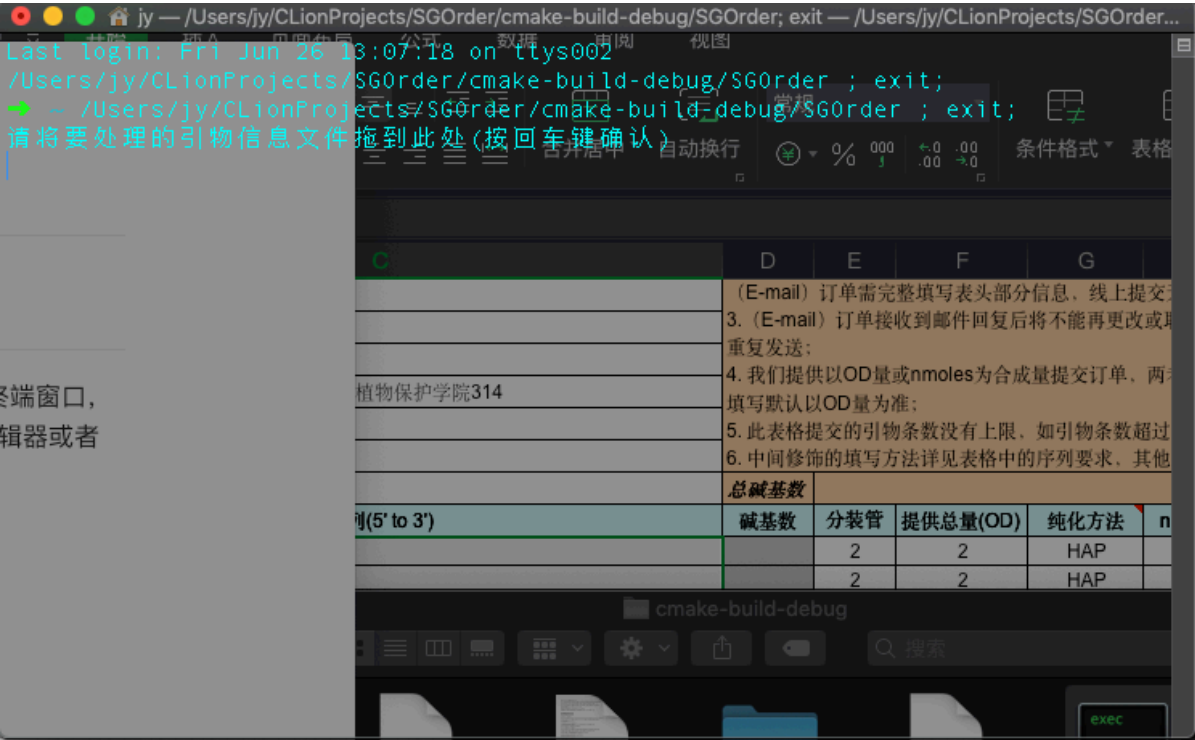 jy — /Users/jy/CLionProjects/SGOrder/cmake-build-debug/SGOrder; exit — /Users/jy/CLionProjects/SGOrder...
公式 数据 审阅 视图
Last login: Fri Jun 26 13:07:18 on ttys002
/Users/jy/CLionProjects/SGOrder/cmake-build-debug/SGOrder ; exit;
➜ ~ /Users/jy/CLionProjects/SGOrder/cmake-build-debug/SGOrder ; exit;
常规
请将要处理的引物信息文件拖到此处(按回车键确认)
合并居中 自动换行 % 000 .00 .00 条件格式 表格
C D E F G
(E-mail)订单需完整填写表头部分信息、线上提交
3.(E-mail)订单接收到邮件回复后将不能再更改或
重复发送;
4. 我们提供以OD量或nmoles为合成量提交订单、两
植物保护学院314
终端窗口,
填写默认以OD量为准;
辑器或者
5. 此表格提交的引物条数没有上限、如引物条数超过
6. 中间修饰的填写方法详见表格中的序列要求、其他
总碱基数
列(5' to 3') 碱基数 分装管 提供总量(OD) 纯化方法 n
2 2 HAP
2 2 HAP
cmake-build-debug
搜索
exec